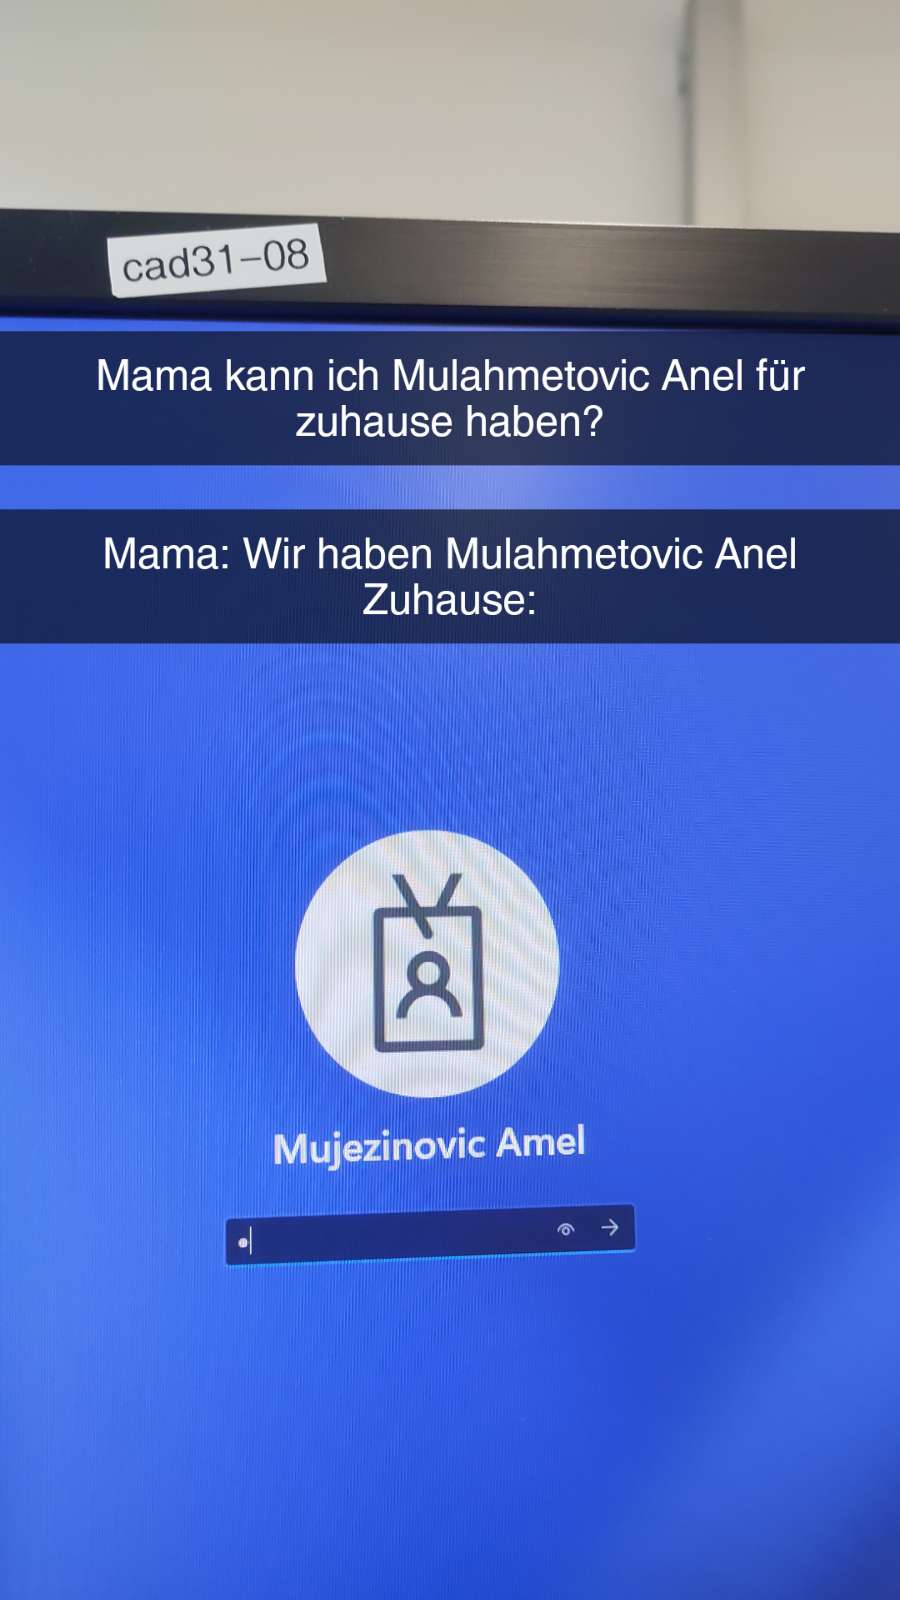 cad31-08
Mama kann ich Mulahmetovic Anel für
zuhause haben?
Mama: Wir haben Mulahmetovic Anel
Zuhause:
Mujezinovic Amel